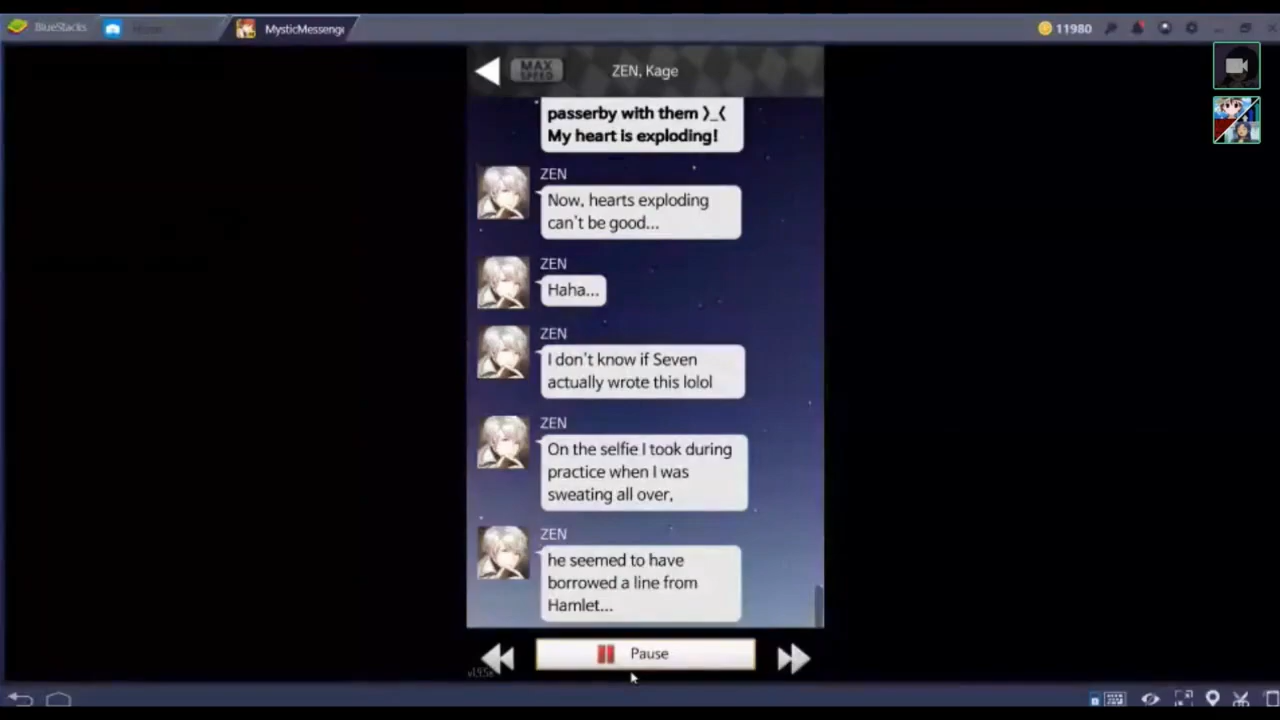 BlueStacks
Home
MysticMesseng
11980
MAX
SPEED
ZEN, Kage
passerby with them )_(
My heart is exploding!
ZEN
Now, hearts exploding
can't be good...
ZEN
Haha...
ZEN
I don't know if Seven
actually wrote this lolol
ZEN
On the selfie I took during
practice when I was
sweating all over,
ZEN
he seemed to have
borrowed a line from
Hamlet...
Pause